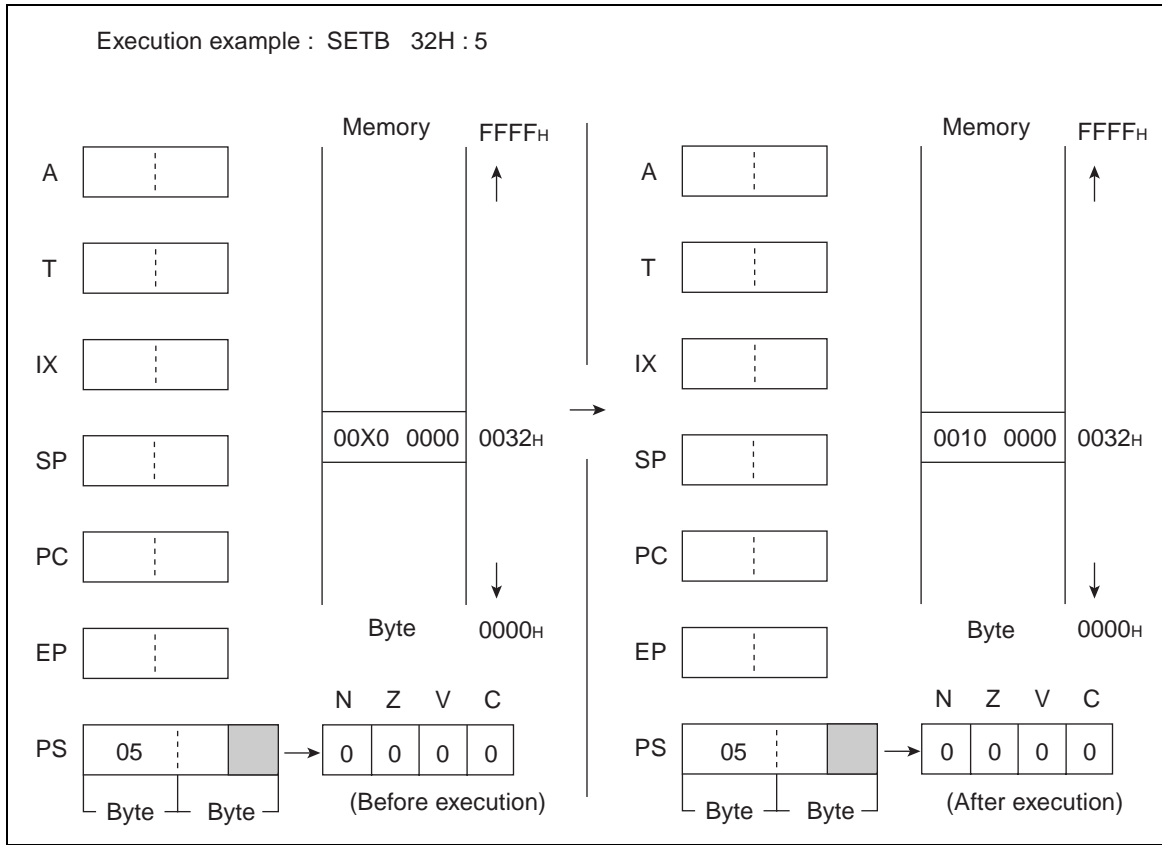 Execution example : SETB 32H : 5
Memory FFFFH
A
T
IX
00X0 0000 0032H
SP
PC
Byte 0000H
EP
N Z V C
PS 05 0 0 0 0
Byte Byte (Before execution)
Memory FFFFH
A
T
IX
0010 0000 0032H
SP
PC
Byte 0000H
EP
N Z V C
PS 05 0 0 0 0
Byte Byte (After execution)